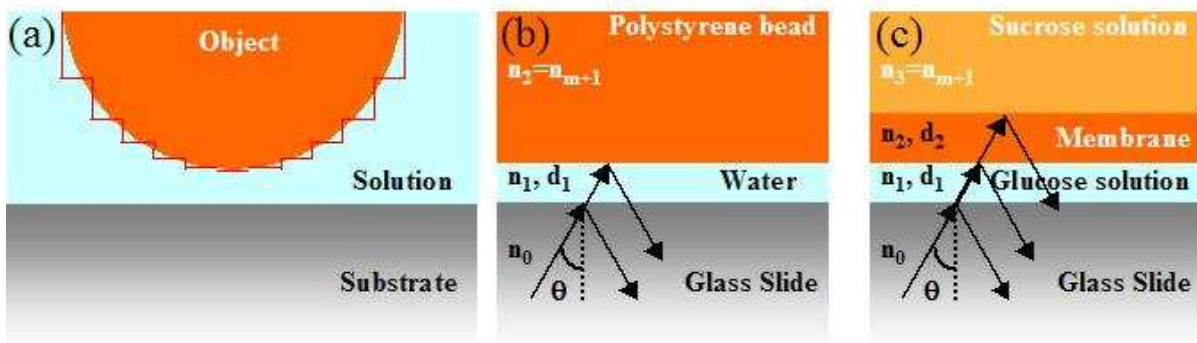 (a)
Object
Solution
Substrate
(b)
Polystyrene bead
n₂=nₘ₊₁
n₁, d₁
Water
n₀
θ
Glass Slide
(c)
Sucrose solution
n₃=nₘ₊₁
n₂, d₂
Membrane
n₁, d₁
Glucose solution
n₀
θ
Glass Slide